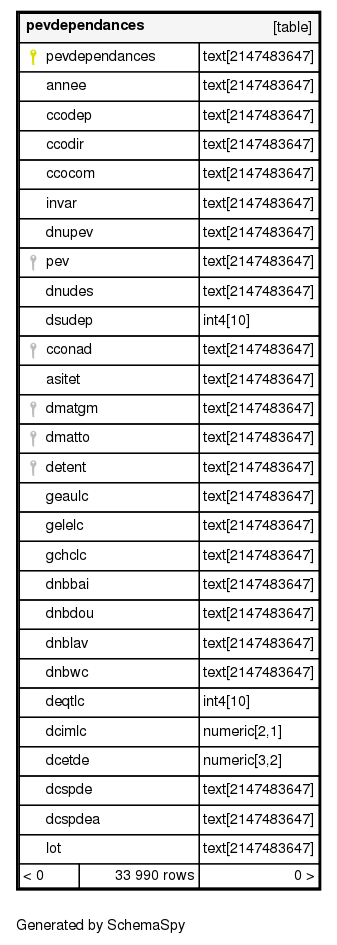 pevdependances [table]
pevdependances text[2147483647]
annee text[2147483647]
ccodep text[2147483647]
ccodir text[2147483647]
ccocom text[2147483647]
invar text[2147483647]
dnupev text[2147483647]
pev text[2147483647]
dnudes text[2147483647]
dsudep int4[10]
cconad text[2147483647]
asitet text[2147483647]
dmatgm text[2147483647]
dmatto text[2147483647]
detent text[2147483647]
geaulc text[2147483647]
gelelc text[2147483647]
gchclc text[2147483647]
dnbbai text[2147483647]
dnbdou text[2147483647]
dnblav text[2147483647]
dnbwc text[2147483647]
deqtlc int4[10]
dcimlc numeric[2,1]
dcetde numeric[3,2]
dcspde text[2147483647]
dcspdea text[2147483647]
lot text[2147483647]
< 0 33 990 rows 0 >
Generated by SchemaSpy